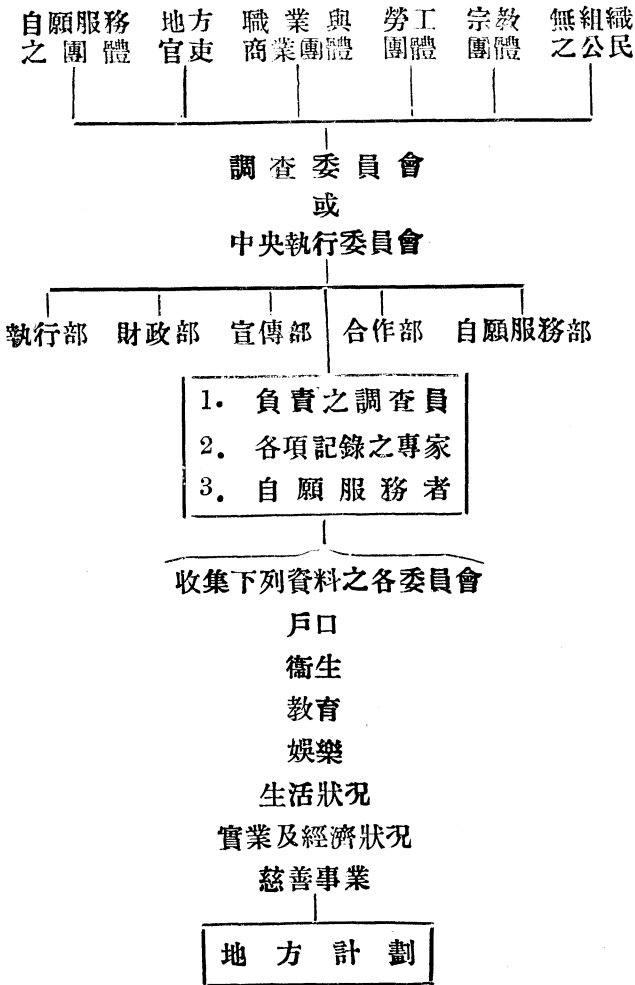 自願服務之團體
地方官吏
職業與商業團體
勞工團體
宗教團體
無組織之公民
調查委員會
或
中央執行委員會
執行部 財政部 宣傳部 合作部 自願服務部
1. 負責之調查員
2. 各項記錄之專家
3. 自願服務者
收集下列資料之各委員會
戶口
衞生
教育
娛樂
生活狀况
實業及經濟狀况
慈善事業
地方計劃